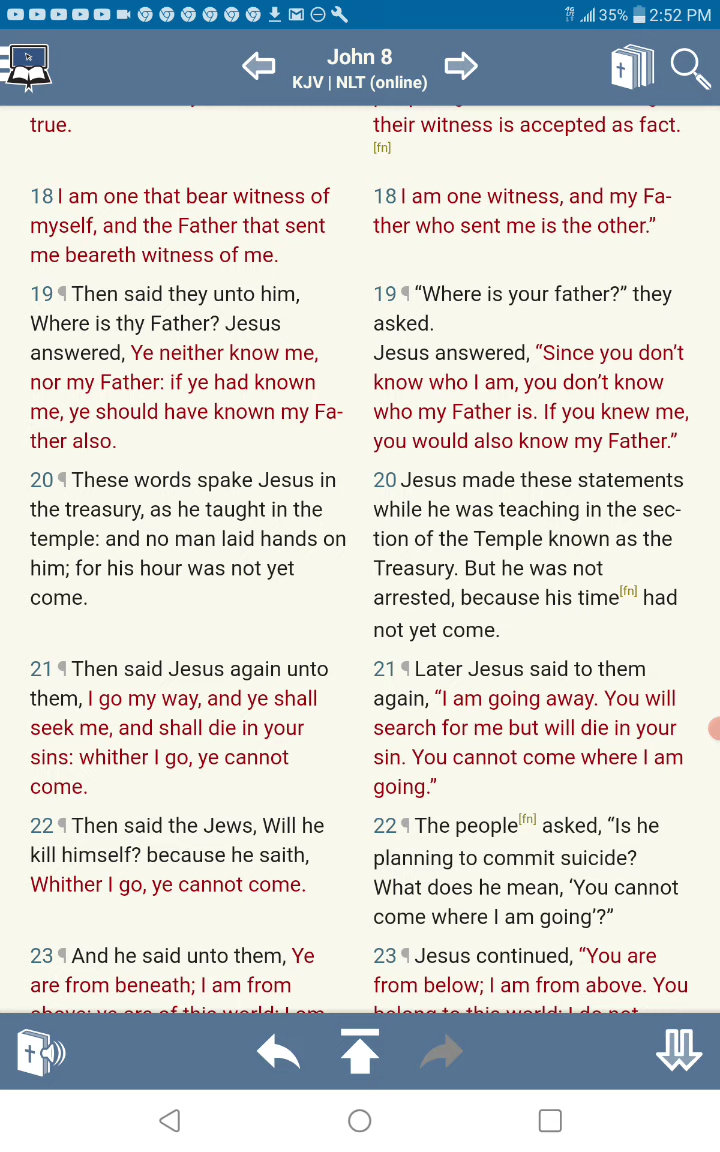 35% 2:52 PM
John 8
KJV | NLT (online)
true.
18 I am one that bear witness of
myself, and the Father that sent
me beareth witness of me.
19 ¶ Then said they unto him,
Where is thy Father? Jesus
answered, Ye neither know me,
nor my Father: if ye had known
me, ye should have known my Fa-
ther also.
20 ¶ These words spake Jesus in
the treasury, as he taught in the
temple: and no man laid hands on
him; for his hour was not yet
come.
21 ¶ Then said Jesus again unto
them, I go my way, and ye shall
seek me, and shall die in your
sins: whither I go, ye cannot
come.
22 ¶ Then said the Jews, Will he
kill himself? because he saith,
Whither I go, ye cannot come.
23 ¶ And he said unto them, Ye
are from beneath; I am from
above: ye are of this world; I am
their witness is accepted as fact.
[fn]
18 I am one witness, and my Fa-
ther who sent me is the other.”
19 ¶ “Where is your father?” they
asked.
Jesus answered, “Since you don’t
know who I am, you don’t know
who my Father is. If you knew me,
you would also know my Father.”
20 Jesus made these statements
while he was teaching in the sec-
tion of the Temple known as the
Treasury. But he was not
arrested, because his time[fn] had
not yet come.
21 ¶ Later Jesus said to them
again, “I am going away. You will
search for me but will die in your
sin. You cannot come where I am
going.”
22 ¶ The people[fn] asked, “Is he
planning to commit suicide?
What does he mean, ‘You cannot
come where I am going’?”
23 ¶ Jesus continued, “You are
from below; I am from above. You
belong to this world; I do not